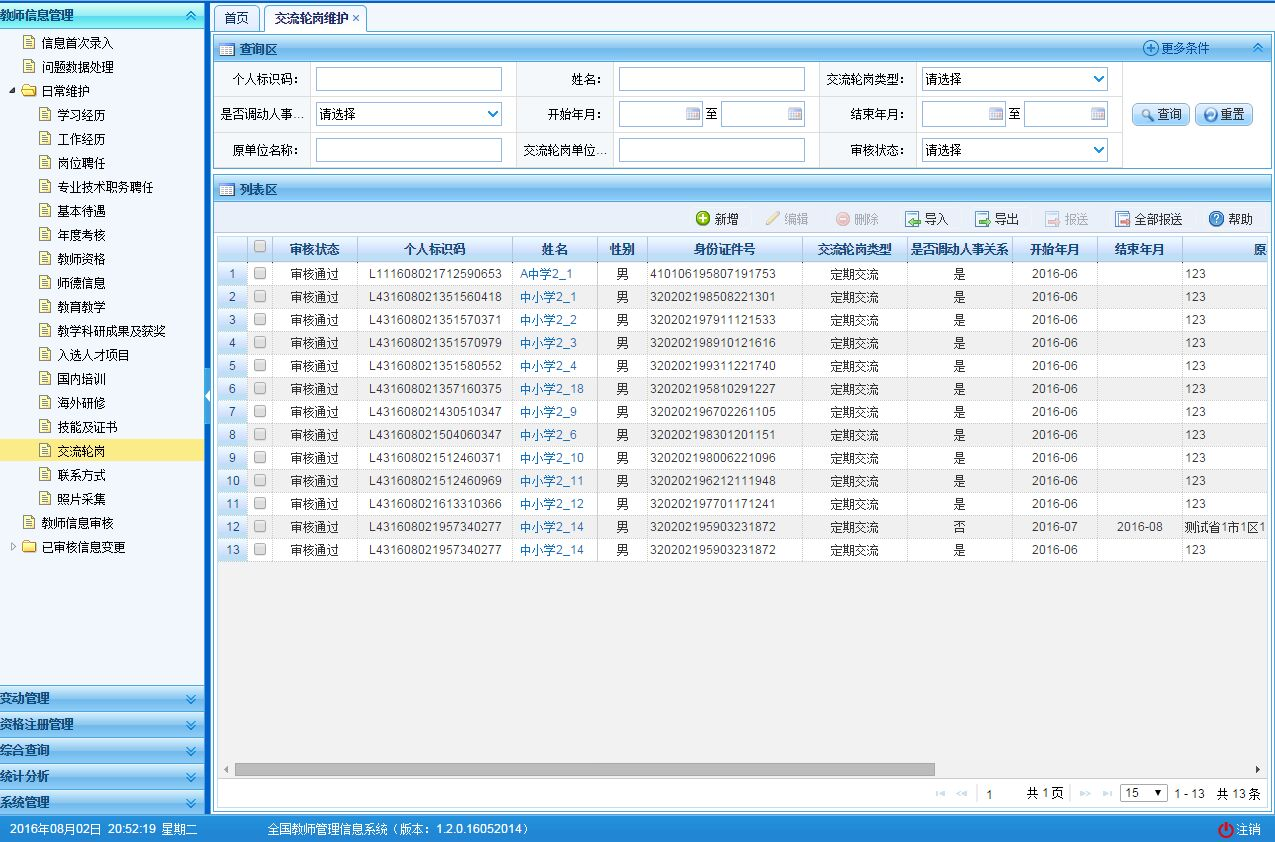 教师信息管理
信息首次录入
问题数据处理
日常维护
学习经历
工作经历
岗位聘任
专业技术职务聘任
基本待遇
年度考核
教师资格
师德信息
教育教学
教学科研成果及获奖
入选人才项目
国内培训
海外研修
技能及证书
交流轮岗
联系方式
照片采集
教师信息审核
已审核信息变更
变动管理
资格注册管理
综合查询
统计分析
系统管理
首页 交流轮岗维护 ×
查询区 更多条件
个人标识码： 姓名： 交流轮岗类型： 请选择
是否调动人事... 请选择 开始年月： 至 结束年月： 至 查询 重置
原单位名称： 交流轮岗单位... 审核状态： 请选择
列表区
新增 编辑 删除 导入 导出 报送 全部报送 帮助
审核状态 个人标识码 姓名 性别 身份证件号 交流轮岗类型 是否调动人事关系 开始年月 结束年月 原
1 审核通过 L111608021712590653 A中学2_1 男 410106195807191753 定期交流 是 2016-06 123
2 审核通过 L431608021351560418 中小学2_1 男 320202198508221301 定期交流 是 2016-06 123
3 审核通过 L431608021351570371 中小学2_2 男 320202197911121533 定期交流 是 2016-06 123
4 审核通过 L431608021351570979 中小学2_3 男 320202198910121616 定期交流 是 2016-06 123
5 审核通过 L431608021351580552 中小学2_4 男 320202199311221740 定期交流 是 2016-06 123
6 审核通过 L431608021357160375 中小学2_18 男 320202195810291227 定期交流 是 2016-06 123
7 审核通过 L431608021430510347 中小学2_9 男 320202196702261105 定期交流 是 2016-06 123
8 审核通过 L431608021504060347 中小学2_6 男 320202198301201151 定期交流 是 2016-06 123
9 审核通过 L431608021512460371 中小学2_10 男 320202198006221096 定期交流 是 2016-06 123
10 审核通过 L431608021512460969 中小学2_11 男 320202196212111948 定期交流 是 2016-06 123
11 审核通过 L431608021613310366 中小学2_12 男 320202197701171241 定期交流 是 2016-06 123
12 审核通过 L431608021957340277 中小学2_14 男 320202195903231872 定期交流 否 2016-07 2016-08 测试省1市1区1
13 审核通过 L431608021957340277 中小学2_14 男 320202195903231872 定期交流 是 2016-06 123
1 共 1 页 15 1 - 13 共 13 条
2016年08月02日 20:52:19 星期二 全国教师管理信息系统（版本：1.2.0.16052014） 注销